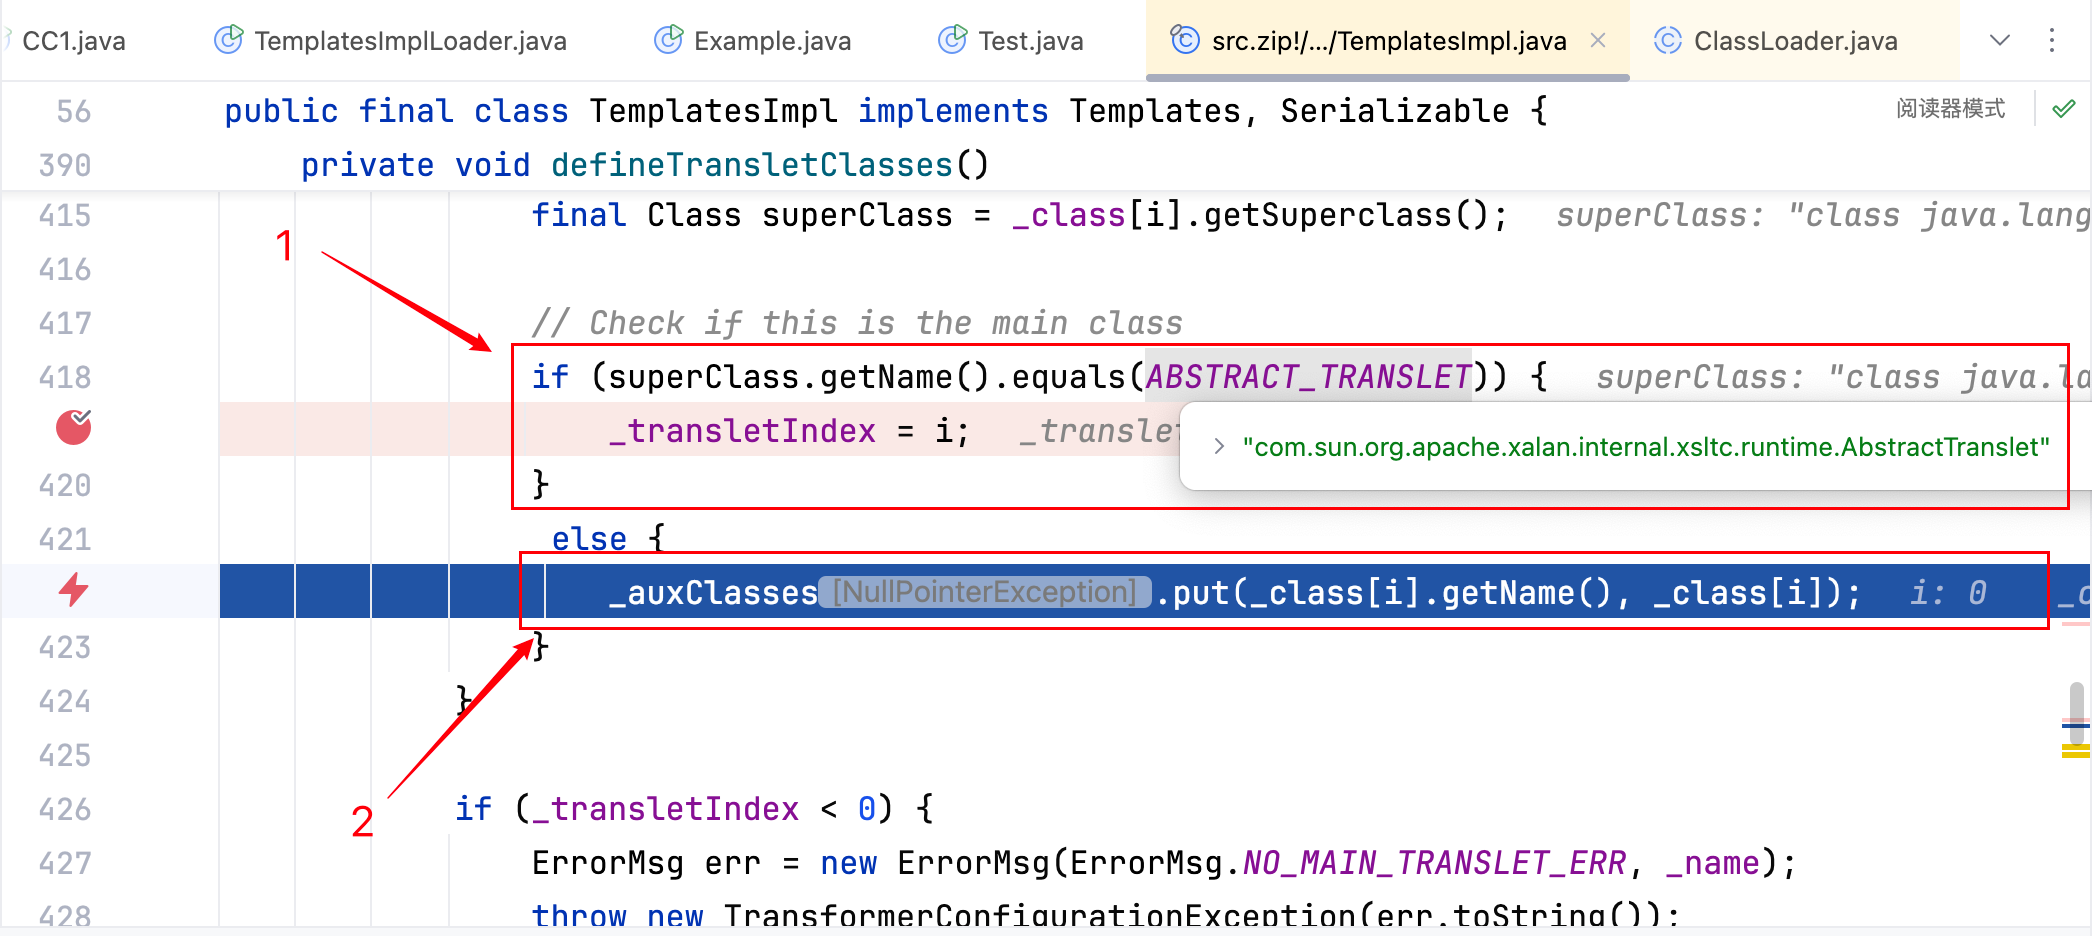 CC1.java TemplatesImplLoader.java Example.java Test.java src.zip!/.../TemplatesImpl.java ClassLoader.java
56 public final class TemplatesImpl implements Templates, Serializable { 阅读器模式
390 private void defineTransletClasses()
415 final Class superClass = _class[i].getSuperclass(); superClass: "class java.lang
1
416
417 // Check if this is the main class
418 if (superClass.getName().equals(ABSTRACT_TRANSLET)) { superClass: "class java.la
_transletIndex = i; _translet
"com.sun.org.apache.xalan.internal.xsltc.runtime.AbstractTranslet"
420 }
421 else {
_auxClasses [NullPointerException] .put(_class[i].getName(), _class[i]); i: 0 _c
423 }
424 }
425
2
426 if (_transletIndex < 0) {
427 ErrorMsg err = new ErrorMsg(ErrorMsg.NO_MAIN_TRANSLET_ERR, _name);
428 throw new TransformerConfigurationException(err.toString());